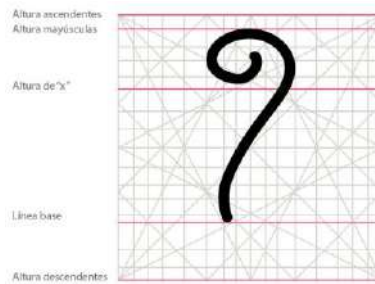 Altura ascendentes
Altura mayúsculas
Altura de "x"
Línea base
Altura descendentes